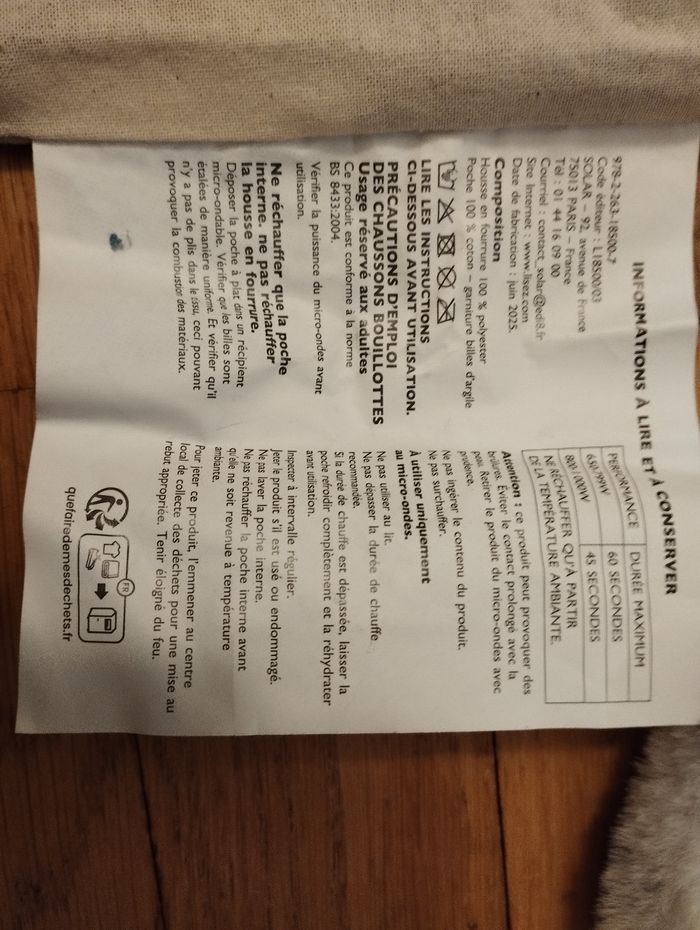 INFORMATIONS À LIRE ET À CONSERVER
978-2-263-18500-7
Code éditeur : L18500/03
SOLAR – 92, avenue de France
75013 PARIS – France
Tél : 01 44 16 09 00
Courriel : contact_solar@edi8.fr
Site Internet : www.lisez.com
Date de fabrication : juin 2025.
Composition
Housse en fourrure 100 % polyester
Poche 100 % coton – garniture billes d'argile
LIRE LES INSTRUCTIONS
CI-DESSOUS AVANT UTILISATION.
PRÉCAUTIONS D'EMPLOI
DES CHAUSSONS BOUILLOTTES
Usage réservé aux adultes
Ce produit est conforme à la norme
BS 8433:2004.
Vérifier la puissance du micro-ondes avant
utilisation.
Ne réchauffer que la poche
interne. ne pas réchauffer
la housse en fourrure.
Déposer la poche à plat dans un récipient
micro-ondable. Vérifier que les billes sont
étalées de manière uniforme. Et vérifier qu'il
n'y a pas de plis dans le tissu, ceci pouvant
provoquer la combustion des matériaux.
PERFORMANCE DURÉE MAXIMUM
650/799W 60 SECONDES
800/1000W 45 SECONDES
NE RÉCHAUFFER QU'À PARTIR
DE LA TEMPÉRATURE AMBIANTE.
Attention : ce produit peut provoquer des
brûlures. Éviter le contact prolongé avec la
peau. Retirer le produit du micro-ondes avec
prudence.
Ne pas ingérer le contenu du produit.
Ne pas surchauffer.
À utiliser uniquement
au micro-ondes.
Ne pas utiliser au lit.
Ne pas dépasser la durée de chauffe
recommandée.
Si la durée de chauffe est dépassée, laisser la
poche refroidir complètement et la réhydrater
avant utilisation.
Inspecter à intervalle régulier.
Jeter le produit s'il est usé ou endommagé.
Ne pas laver la poche interne.
Ne pas réchauffer la poche interne avant
qu'elle ne soit revenue à température
ambiante.
Pour jeter ce produit, l'emmener au centre
local de collecte des déchets pour une mise au
rebut appropriée. Tenir éloigné du feu.
FR
quefairedemesdechets.fr